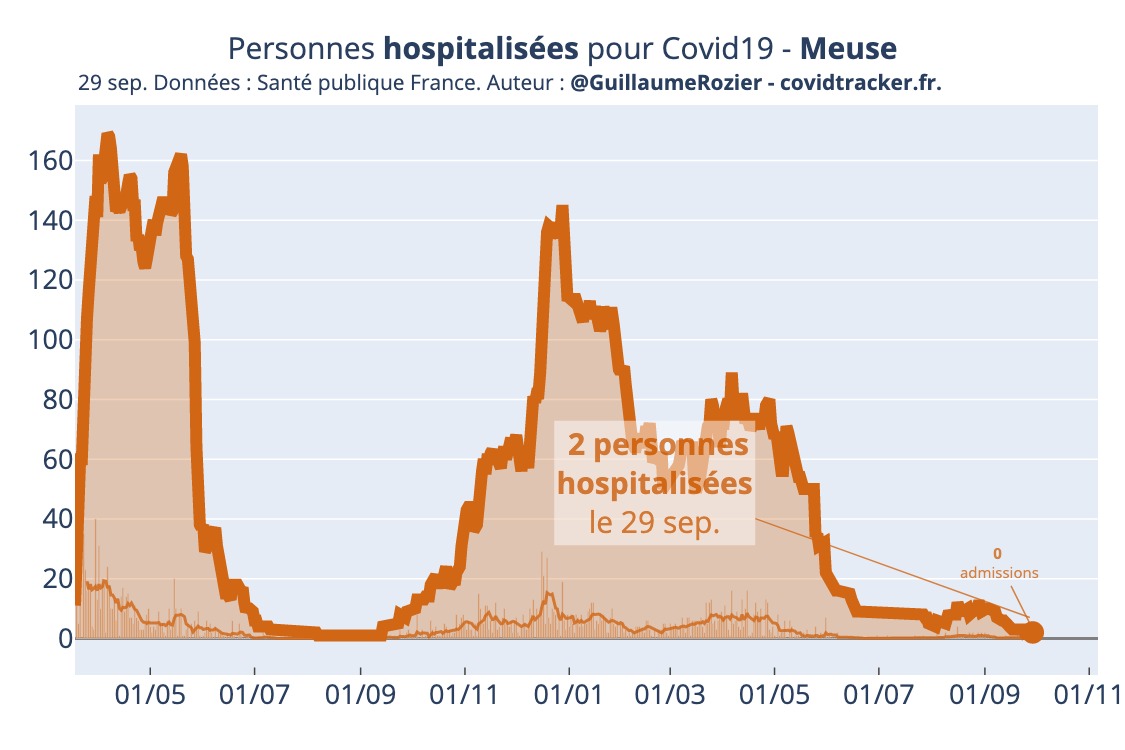 Personnes hospitalisées pour Covid19 - Meuse
29 sep. Données : Santé publique France. Auteur : @GuillaumeRozier - covidtracker.fr.
160
140
120
100
80
60
40
20
0
2 personnes
hospitalisées
le 29 sep.
0
admissions
01/05 01/07 01/09 01/11 01/01 01/03 01/05 01/07 01/09 01/11